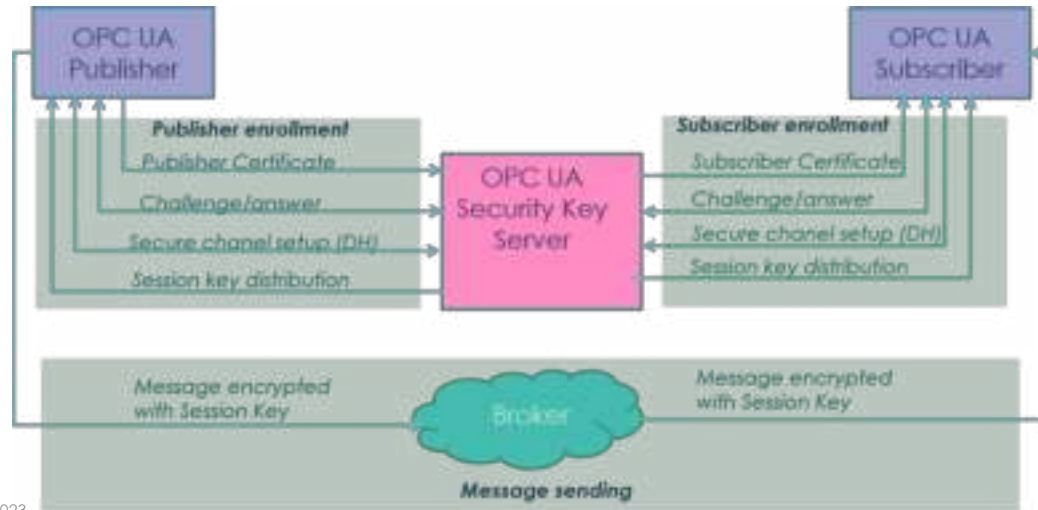 OPC UA
Publisher
OPC UA
Subscriber
Publisher enrollment
Publisher Certificate
Challenge/answer
Secure chanel setup (DH)
Session key distribution
OPC UA
Security Key
Server
Subscriber enrollment
Subscriber Certificate
Challenge/answer
Secure chanel setup (DH)
Session key distribution
Message encrypted
with Session Key
Broker
Message encrypted
with Session Key
Message sending